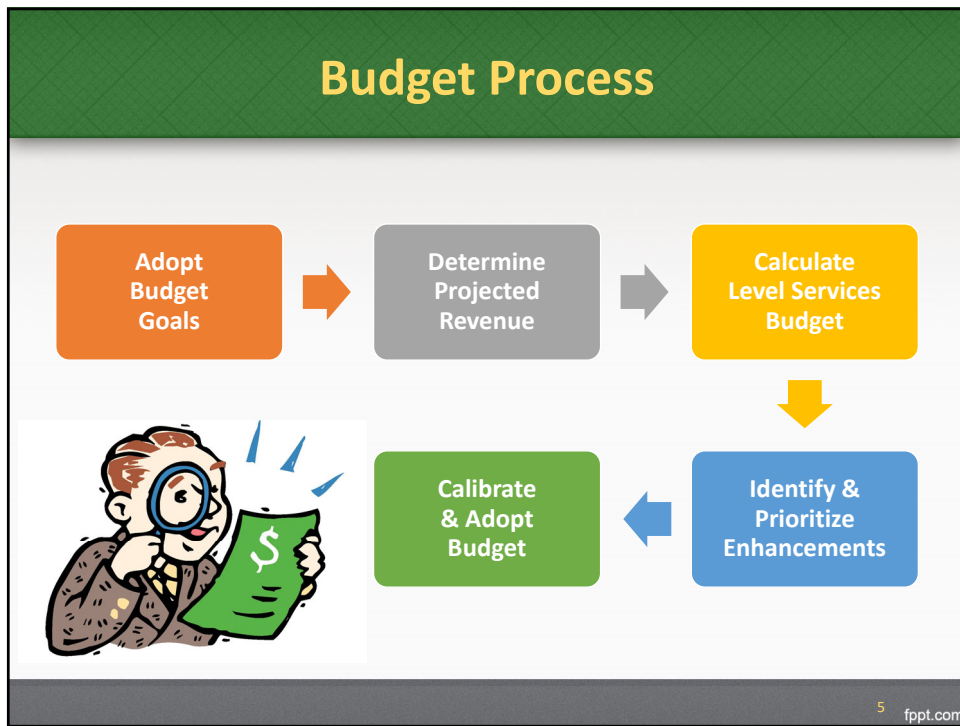 Budget Process
Adopt
Budget
Goals
Determine
Projected
Revenue
Calculate
Level Services
Budget
Identify &
Prioritize
Enhancements
Calibrate
& Adopt
Budget
$
5
fppt.com